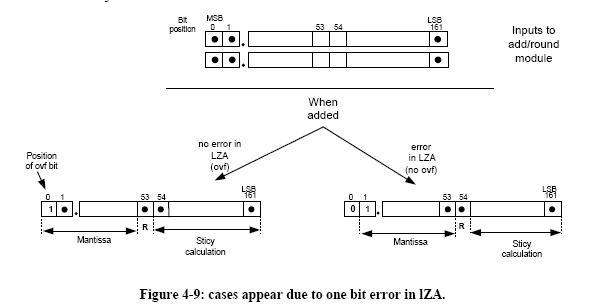 Bit
position
MSB
0 1 53 54
LSB
161
Inputs to
add/round
module
When
added
no error in
LZA
(ovf)
error
in LZA
(no ovf)
Position
of ovf bit
0 1 53 54
LSB
161
1
R
Mantissa
Sticy
calculation
0 1 53 54
LSB
161
0 1
R
Mantissa
Sticy
calculation
Figure 4-9: cases appear due to one bit error in lZA.